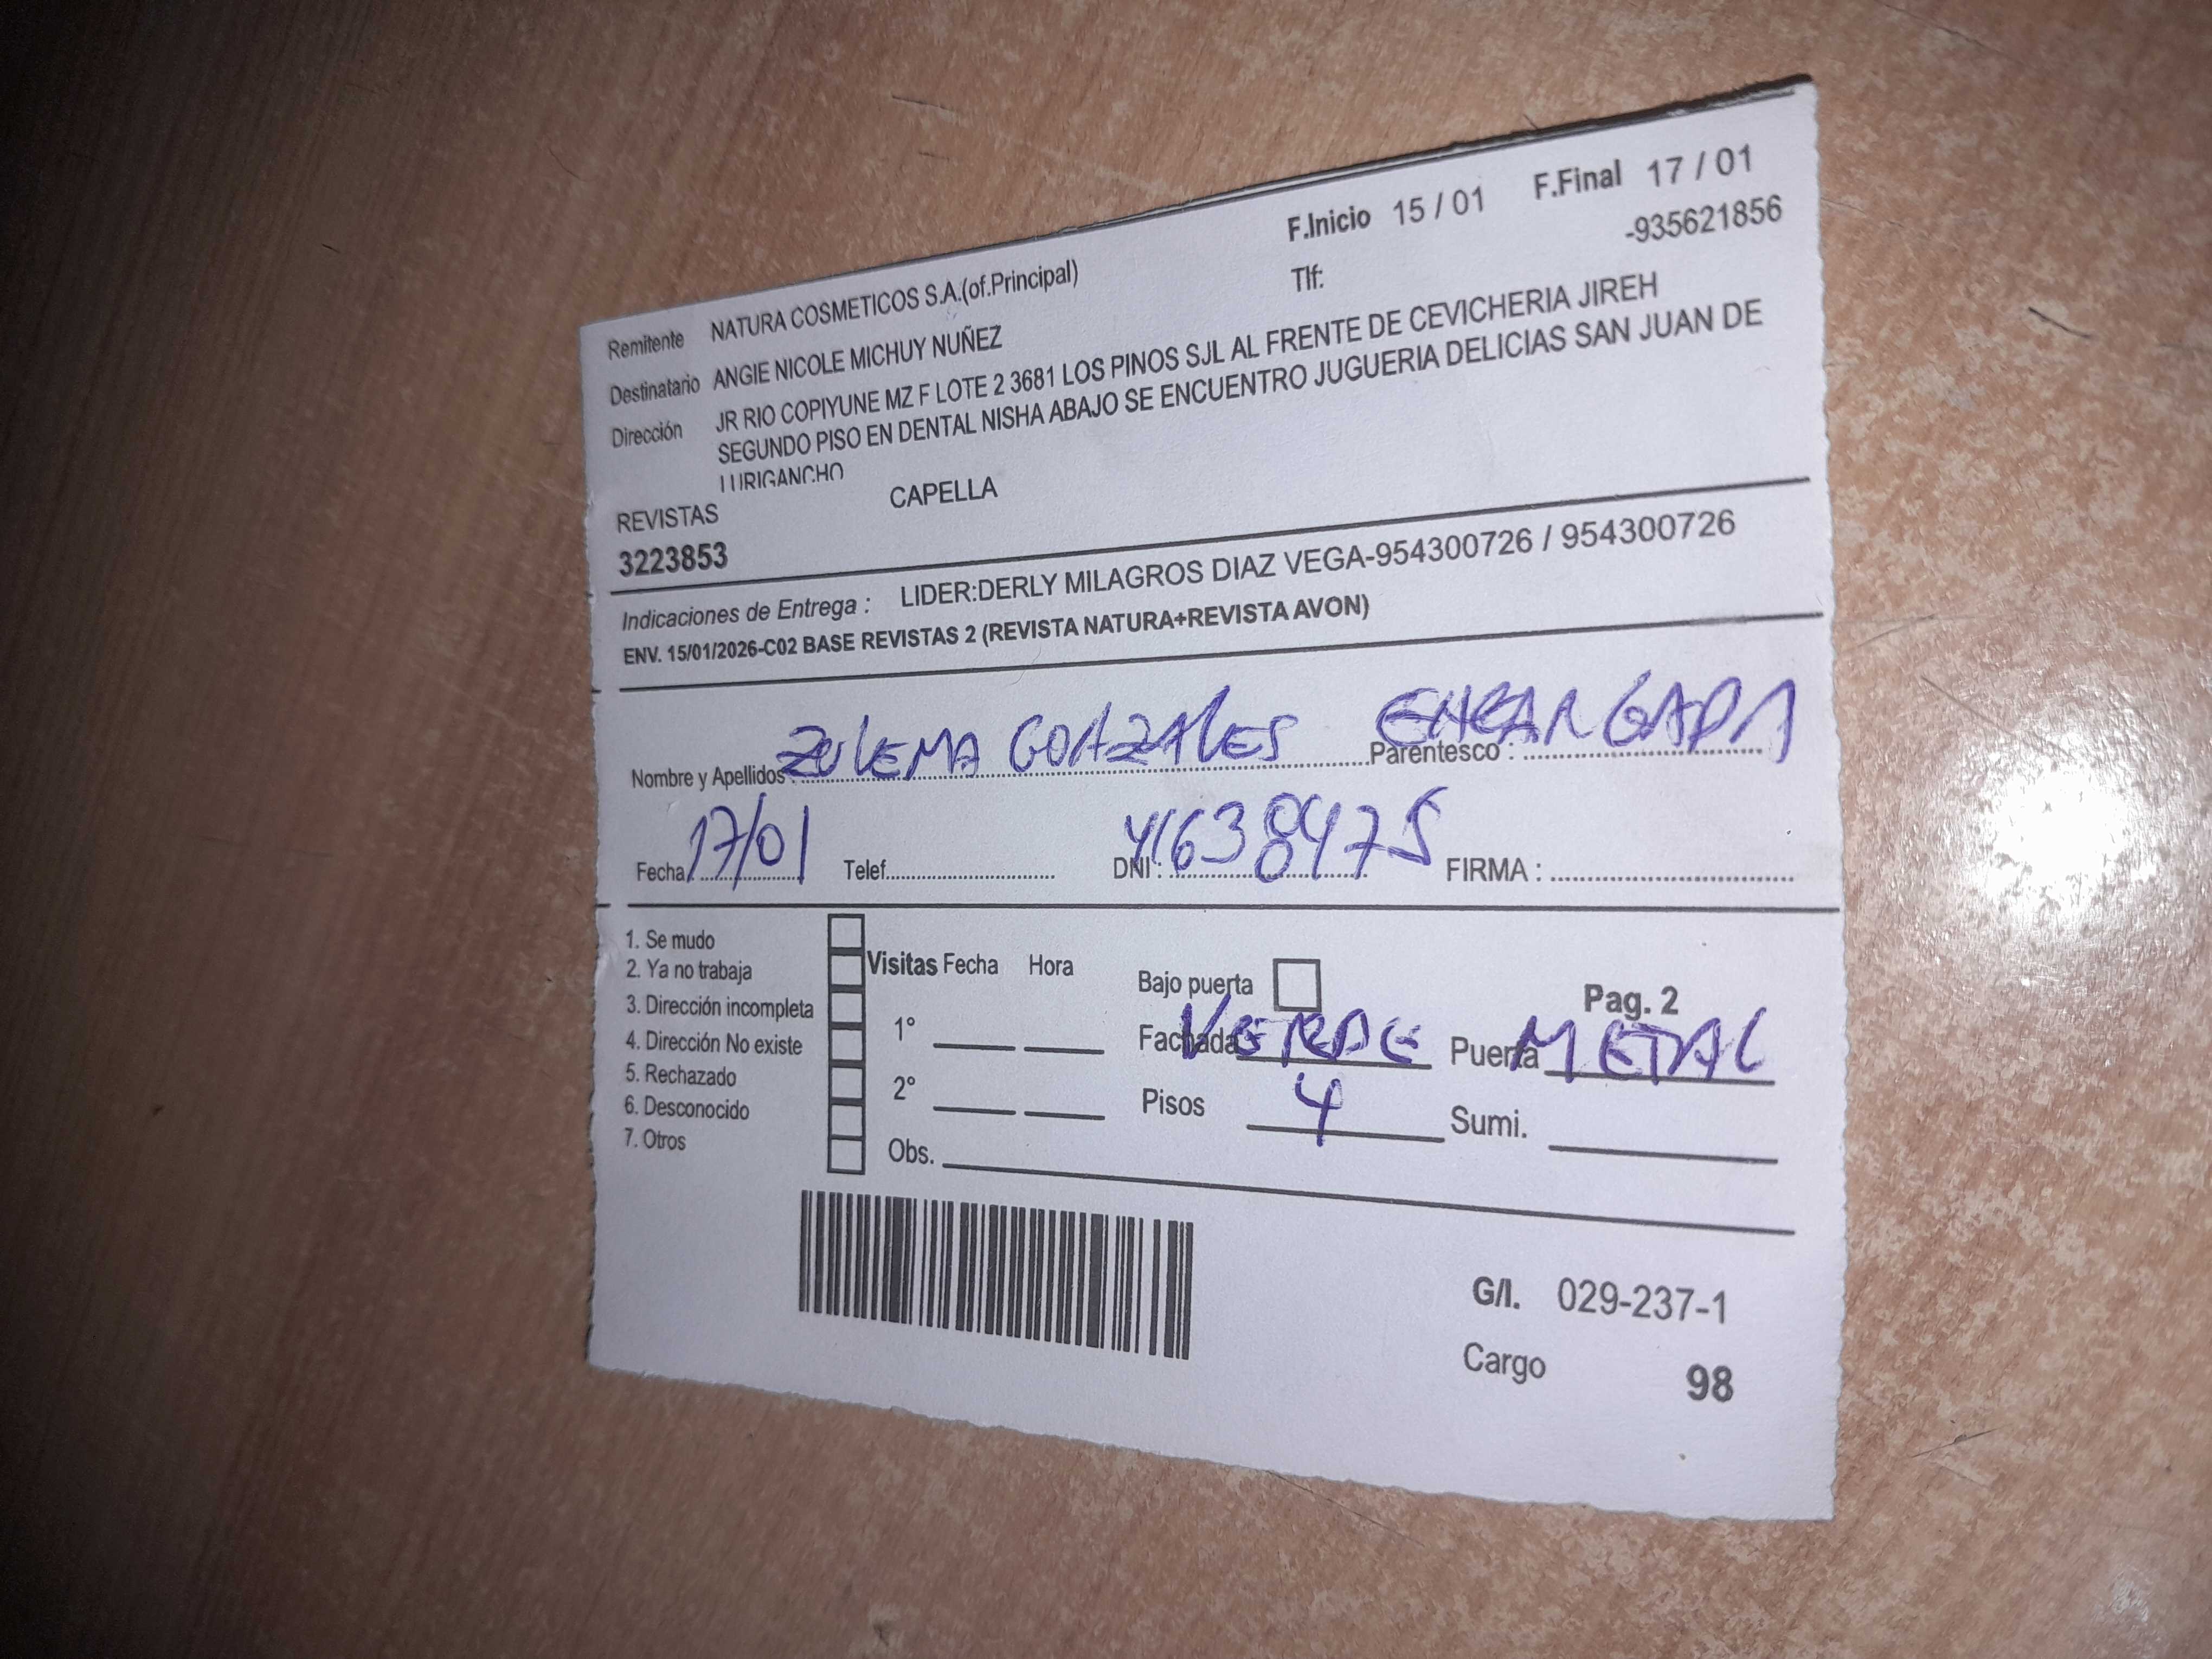 F.Inicio 15 / 01 F.Final 17 / 01
Remitente NATURA COSMETICOS S.A.(of.Principal) Tlf: -935621856
Destinatario ANGIE NICOLE MICHUY NUÑEZ
Dirección JR RIO COPIYUNE MZ F LOTE 2 3681 LOS PINOS SJL AL FRENTE DE CEVICHERIA JIREH
SEGUNDO PISO EN DENTAL NISHA ABAJO SE ENCUENTRO JUGUERIA DELICIAS SAN JUAN DE
LURIGANCHO
REVISTAS CAPELLA
3223853
Indicaciones de Entrega : LIDER:DERLY MILAGROS DIAZ VEGA-954300726 / 954300726
ENV. 15/01/2026-C02 BASE REVISTAS 2 (REVISTA NATURA+REVISTA AVON)
Nombre y Apellidos : ZULEMA GONZALES Parentesco : ENCARGADA
Fecha 17/01 Telef. DNI : 41638475 FIRMA :
1. Se mudo
2. Ya no trabaja Visitas Fecha Hora Bajo puerta Pag. 2
3. Dirección incompleta
4. Dirección No existe 1° Fachada VERDE Puerta METAL
5. Rechazado
6. Desconocido 2° Pisos 4 Sumi.
7. Otros Obs.
G/I. 029-237-1
Cargo 98